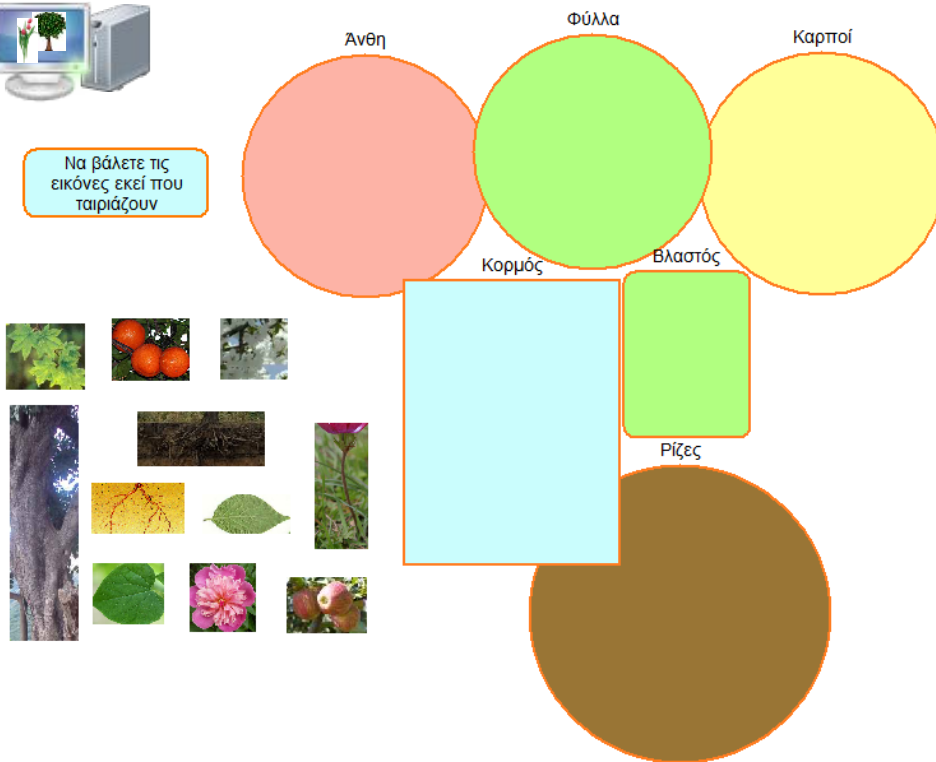 Φύλλα
Άνθη
Καρποί
Να βάλετε τις
εικόνες εκεί που
ταιριάζουν
Κορμός
Βλαστός
Ρίζες